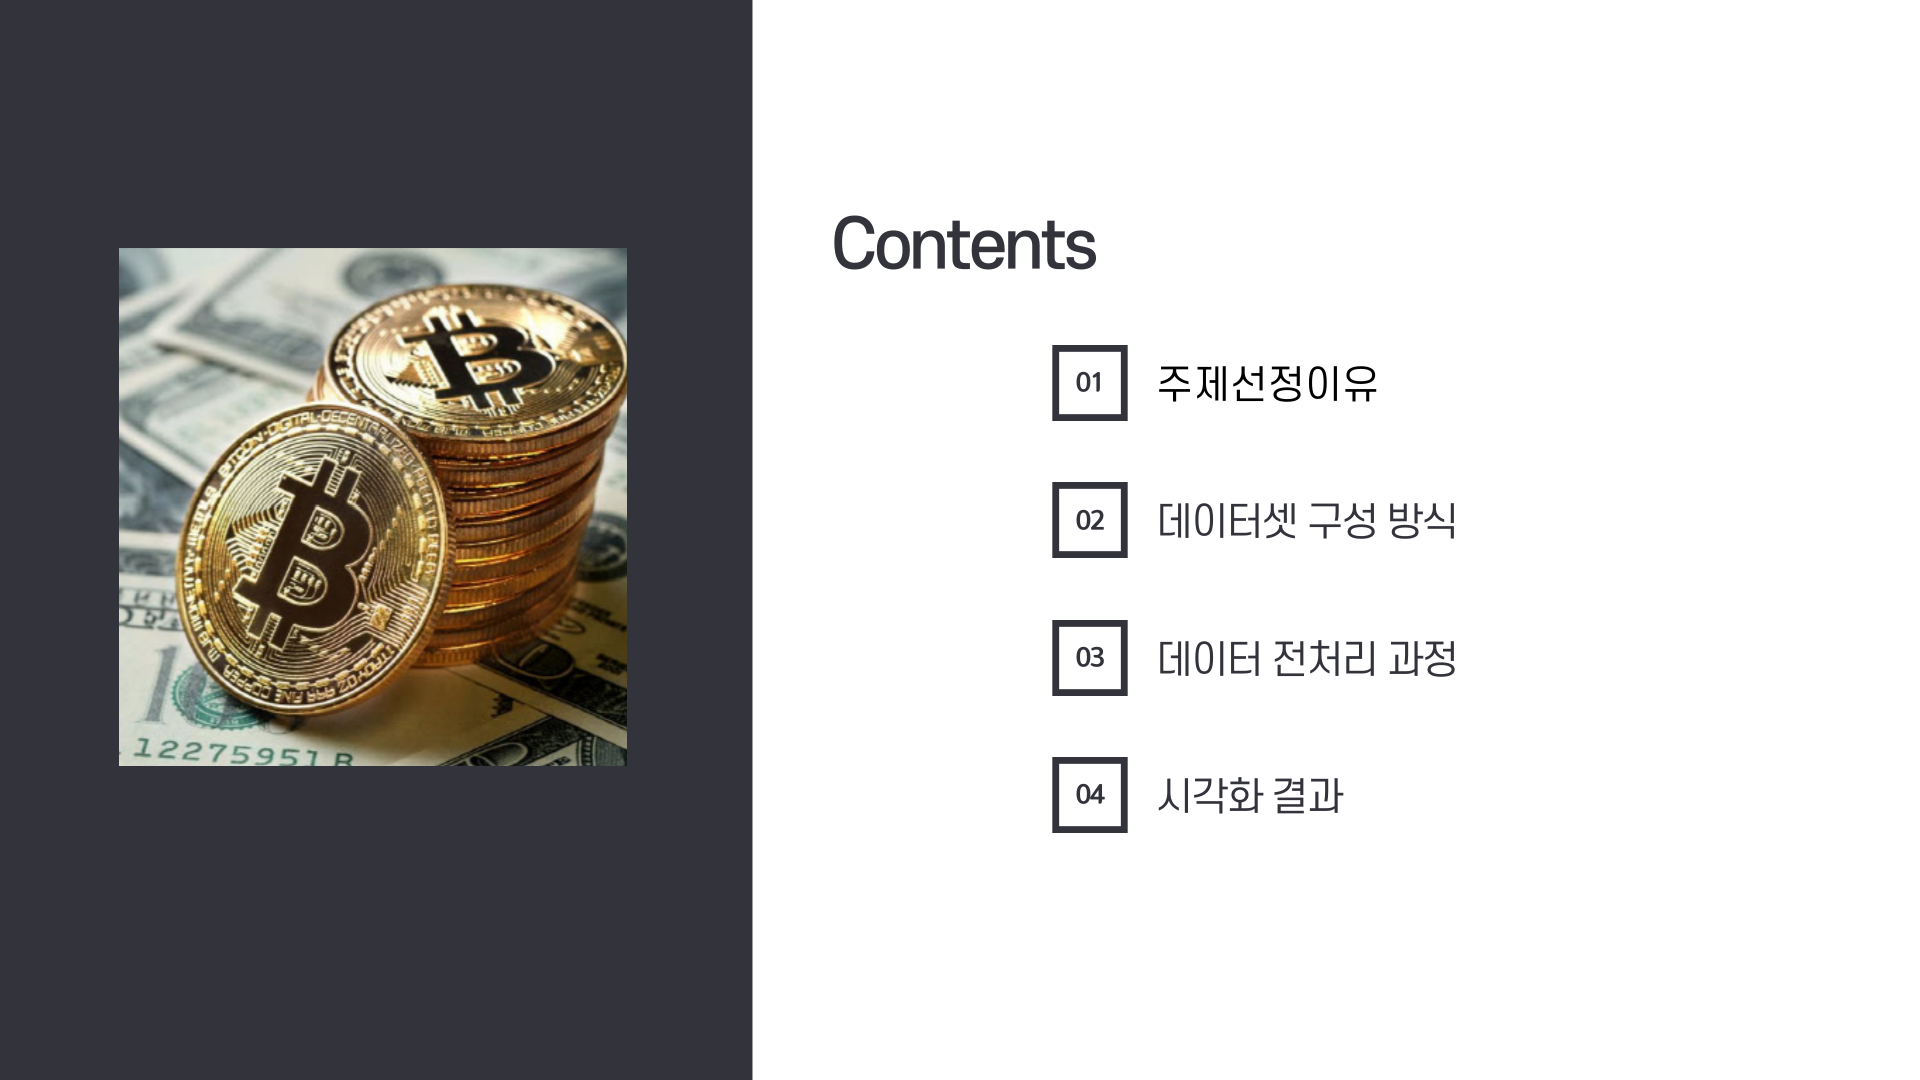 Contents
01 주제선정이유
02 데이터셋 구성 방식
03 데이터 전처리 과정
04 시각화 결과
12275951 B